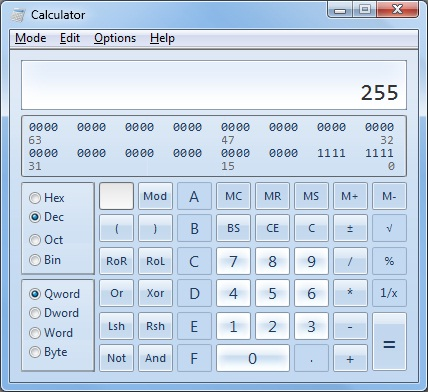 Calculator
Mode Edit Options Help
255
0000 0000 0000 0000 0000 0000 0000 0000
63 47 32
0000 0000 0000 0000 0000 0000 1111 1111
31 15 0
Hex Mod A MC MR MS M+ M-
Dec
Oct ( ) B BS CE C ± √
Bin RoR RoL C 7 8 9 / %
Qword Or Xor D 4 5 6 * 1/x
Dword
Word Lsh Rsh E 1 2 3 - =
Byte Not And F 0 . +